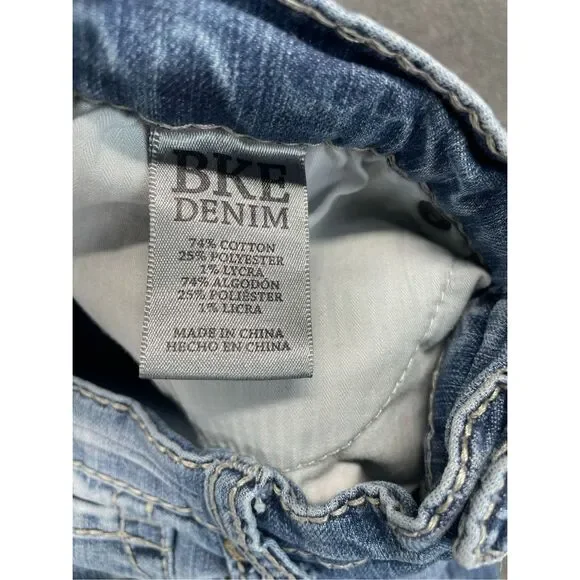 BKE
DENIM
74% COTTON
25% POLYESTER
1% LYCRA
74% ALGODÓN
25% POLIÉSTER
1% LICRA
MADE IN CHINA
HECHO EN CHINA